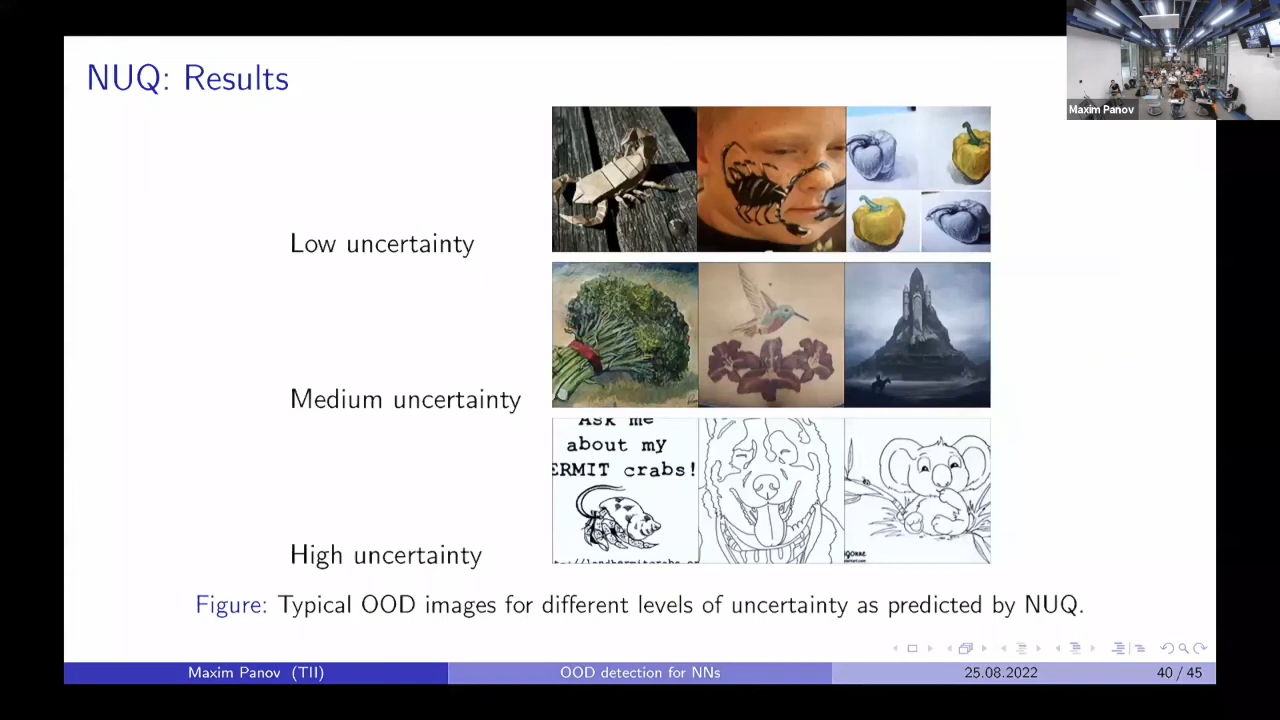 NUQ: Results
Maxim Panov
Low uncertainty
Medium uncertainty
Ask me
about my
ERMIT crabs!
High uncertainty
Figure: Typical OOD images for different levels of uncertainty as predicted by NUQ.
Maxim Panov (TII)
OOD detection for NNs
25.08.2022
40 / 45